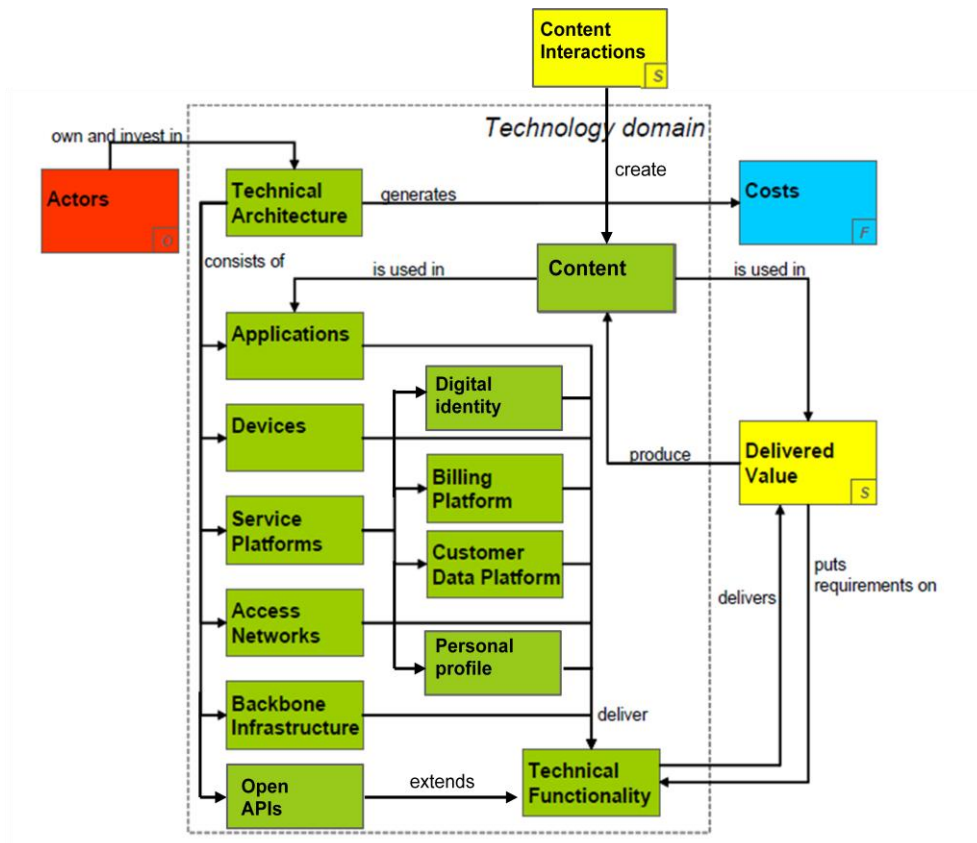 Content
Interactions
S
Technology domain
own and invest in
create
Actors
O
Technical
Architecture
generates
Costs
F
consists of
is used in
Content
is used in
Applications
Digital
identity
Devices
produce
Delivered
Value
S
Billing
Platform
Service
Platforms
Customer
Data Platform
puts
requirements on
delivers
Access
Networks
Personal
profile
Backbone
Infrastructure
deliver
Technical
Functionality
Open
APIs
extends